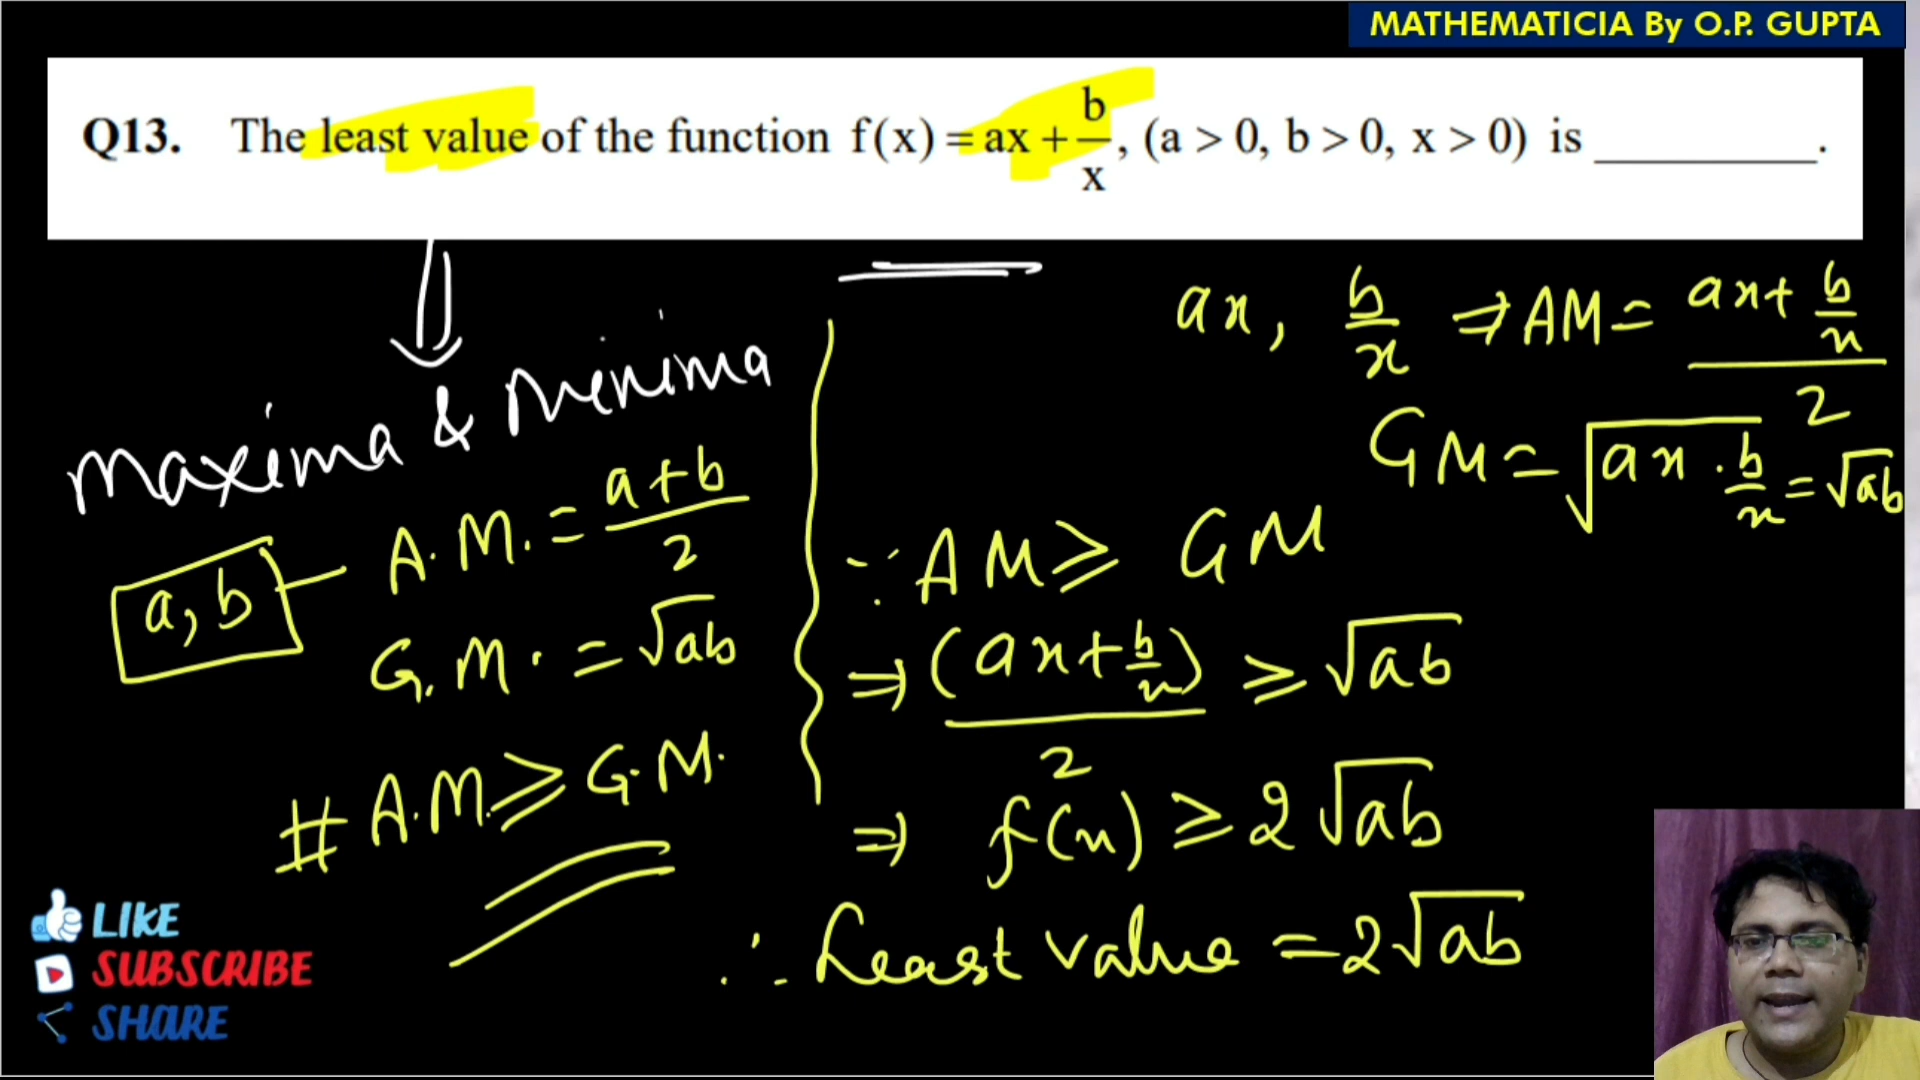 MATHEMATICIA By O.P. GUPTA
Q13. The least value of the function f(x) = ax + b/x, (a > 0, b > 0, x > 0) is ________.
Maxima & Minima
a, b
A.M. = a+b/2
G.M. = √ab
# A.M. ≥ G.M.
ax, b/x ⇒ AM = ax + b/x / 2
GM = √ax . b/x = √ab
∵ AM ≥ GM
⇒ (ax + b/x) / 2 ≥ √ab
⇒ f(x) ≥ 2√ab
∴ Least value = 2√ab
LIKE
SUBSCRIBE
SHARE